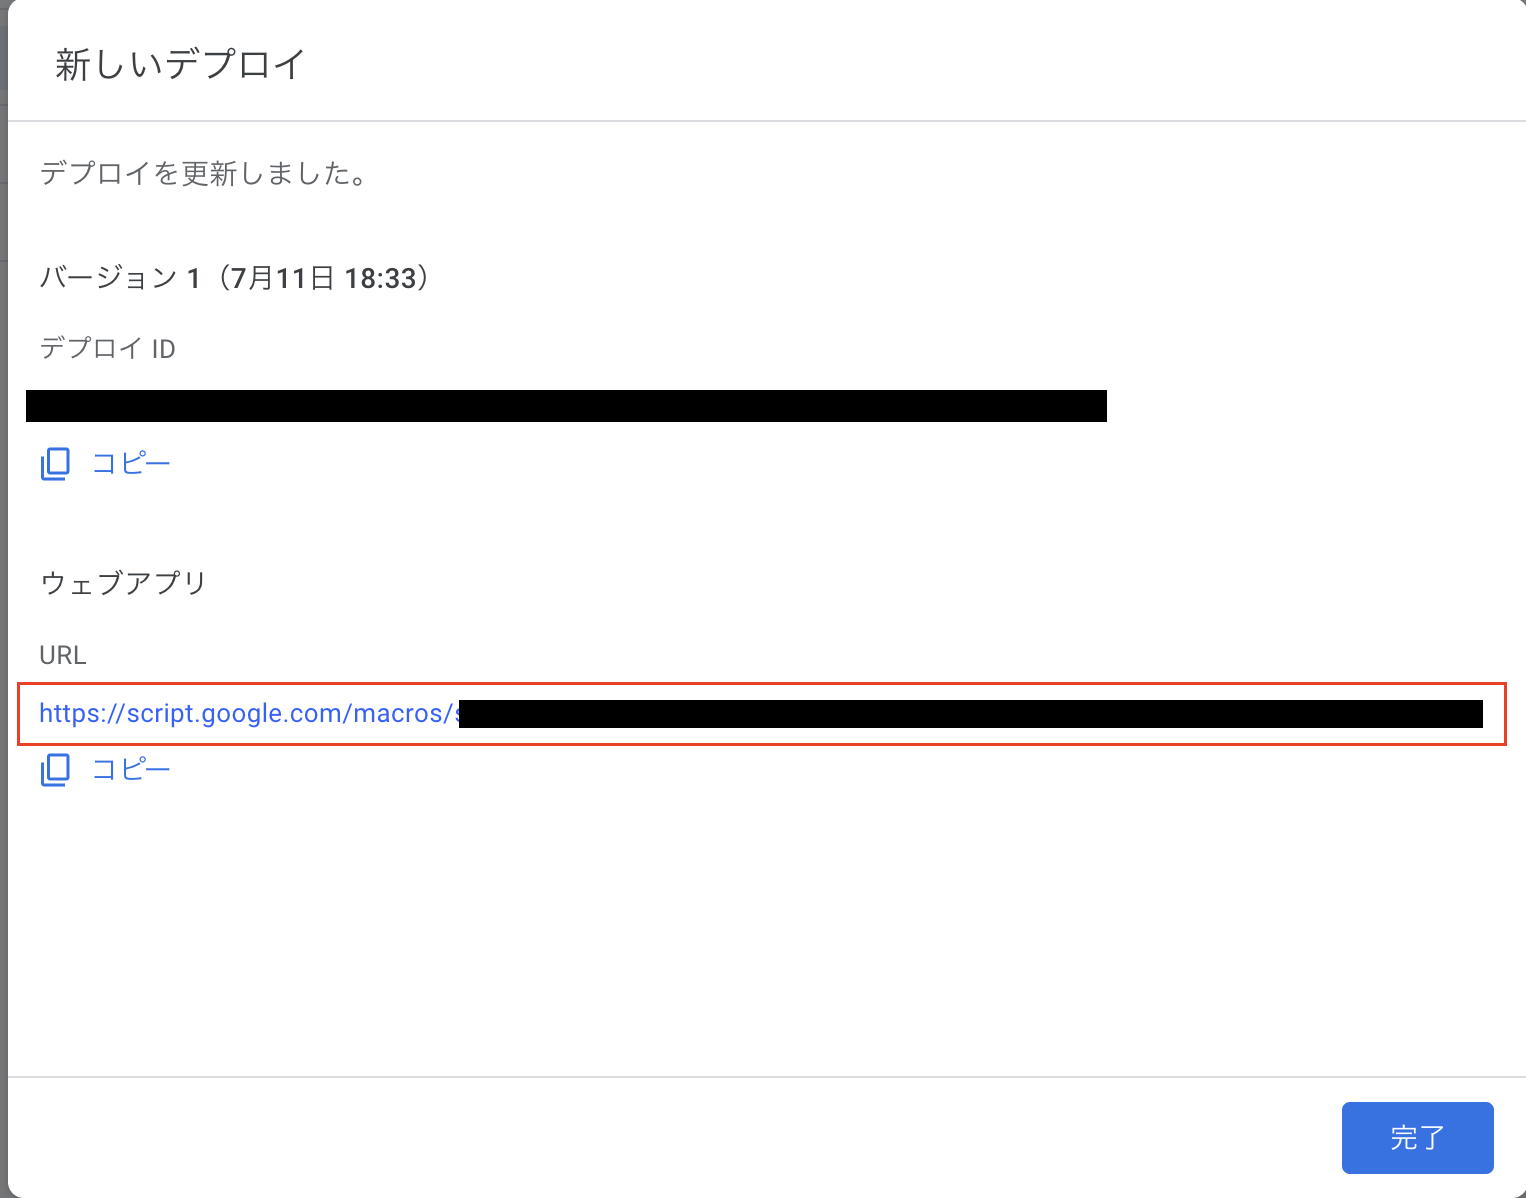 新しいデプロイ
デプロイを更新しました。
バージョン 1（7月11日 18:33）
デプロイ ID
コピー
ウェブアプリ
URL
https://script.google.com/macros/
コピー
完了